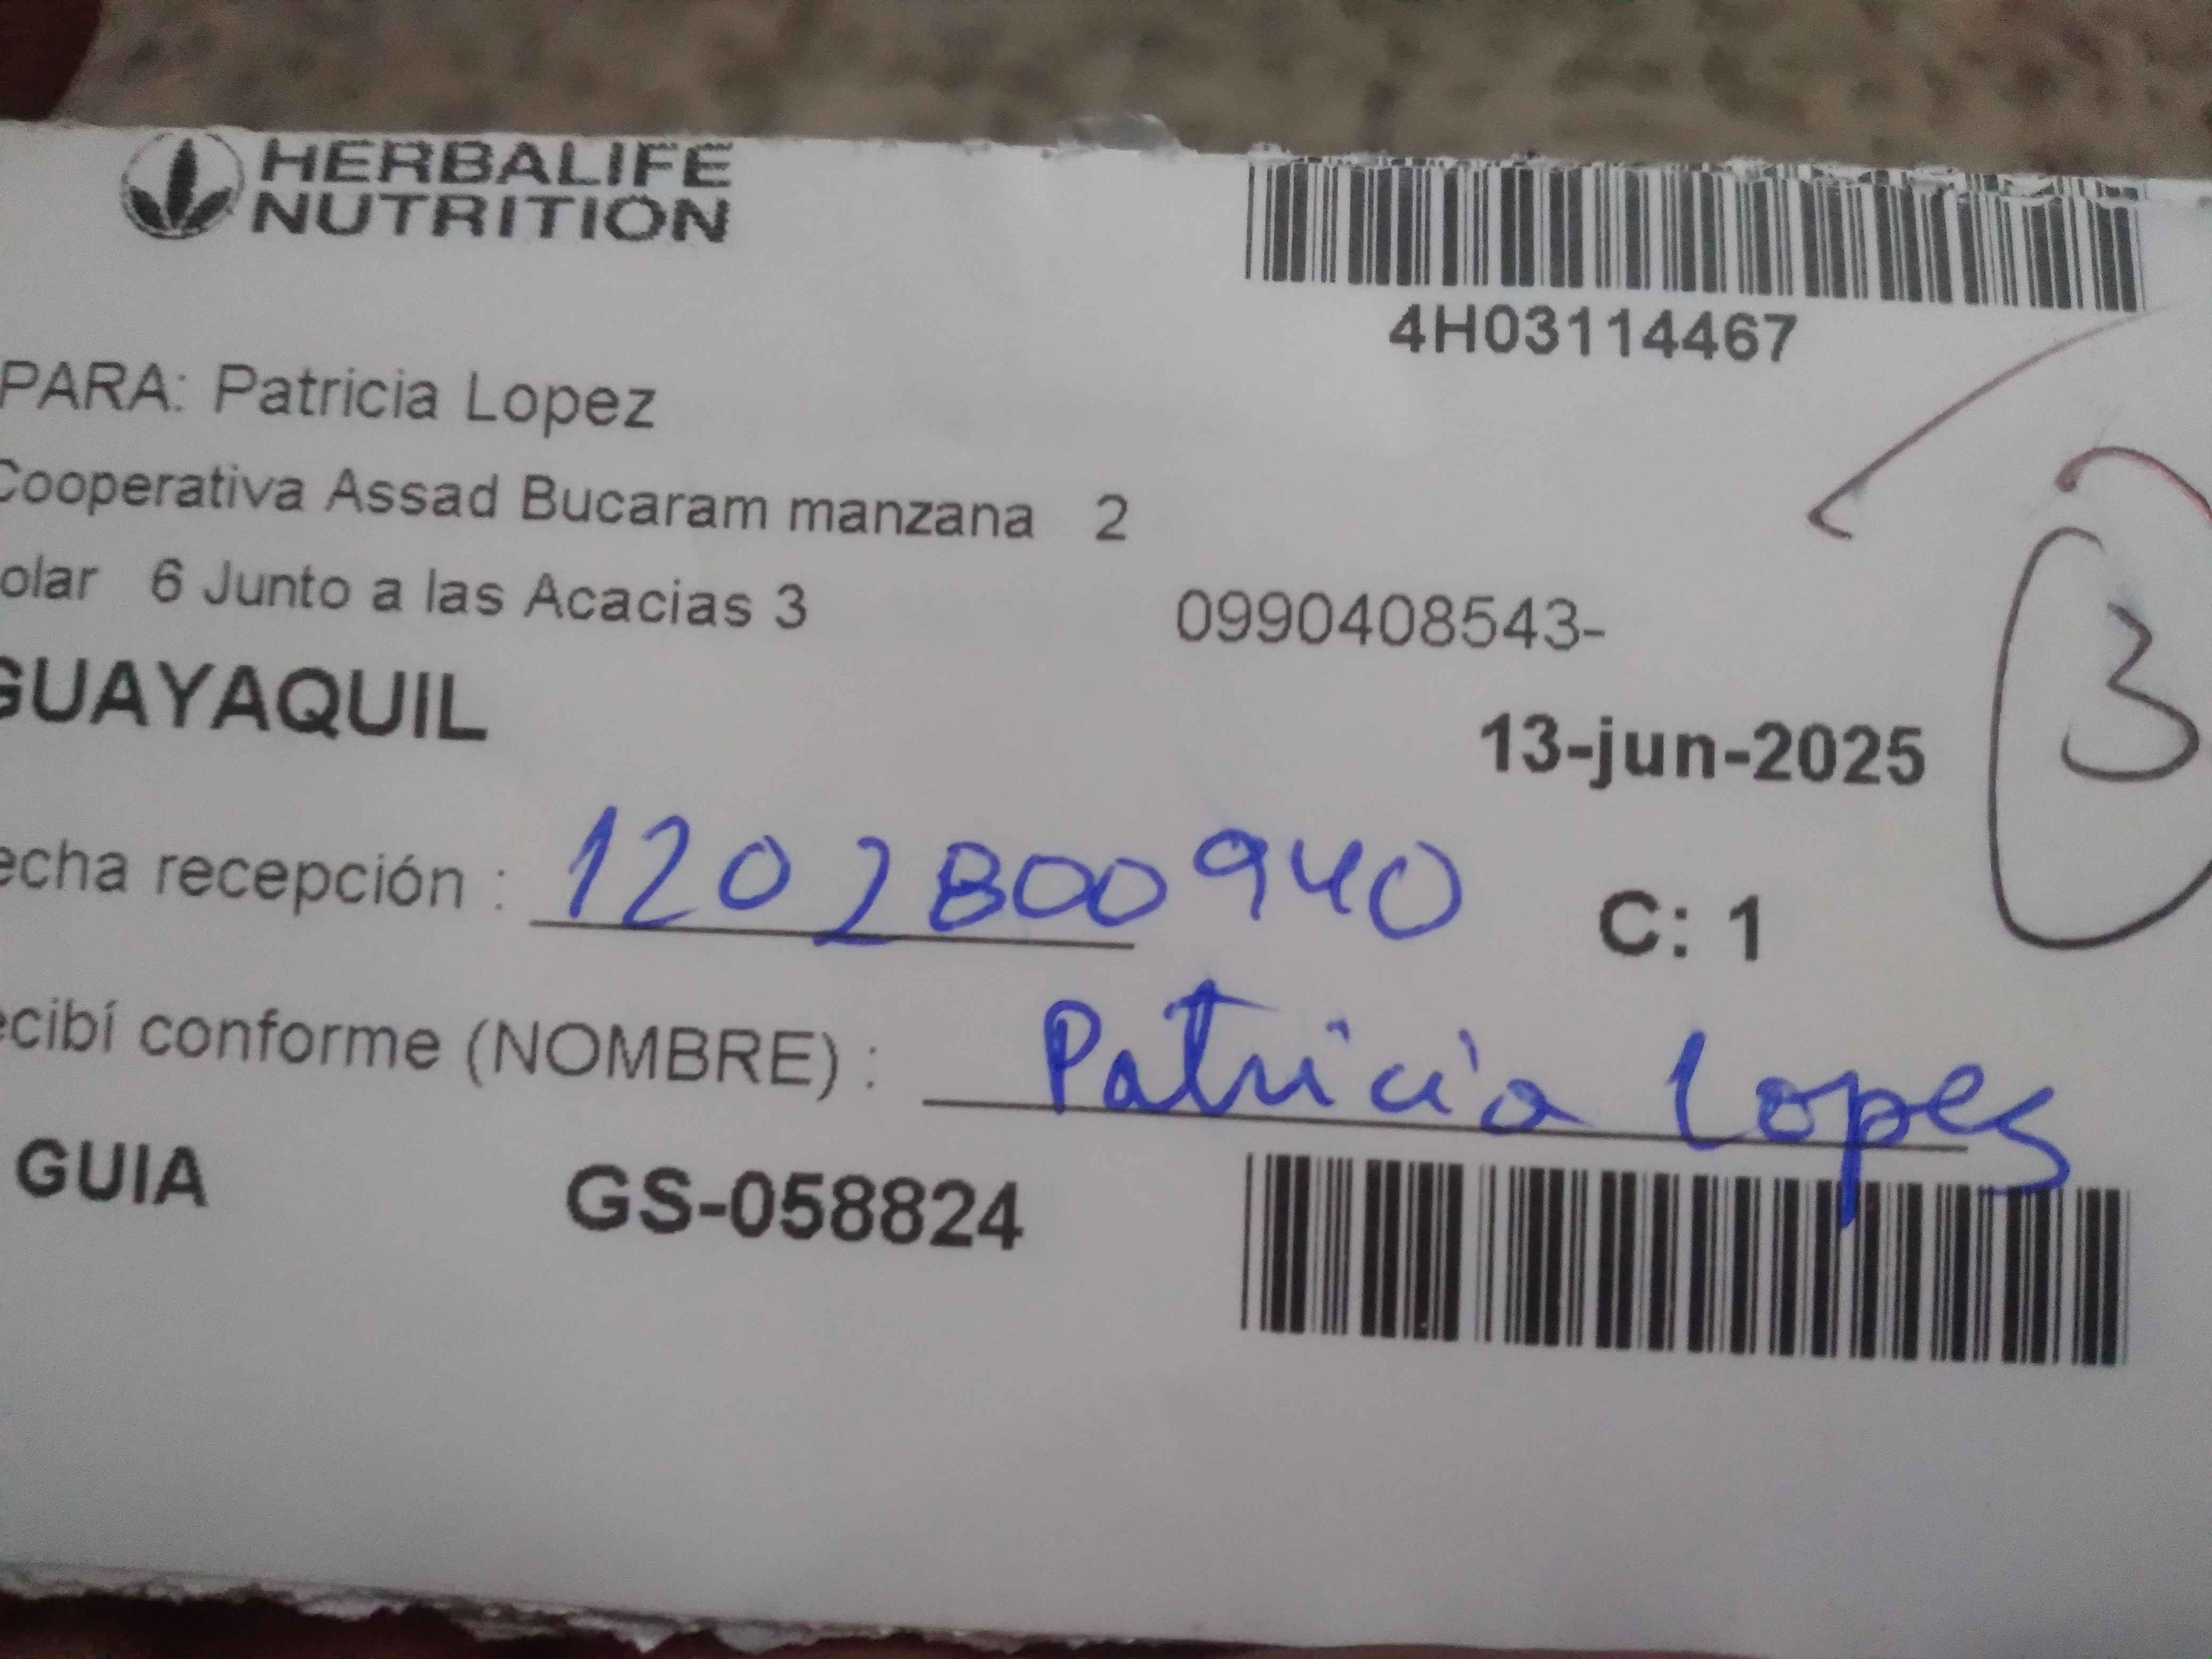 HERBALIFE
NUTRITION
4H03114467
PARA: Patricia Lopez
Cooperativa Assad Bucaram manzana 2
olar 6 Junto a las Acacias 3
0990408543-
GUAYAQUIL
13-jun-2025
3
echa recepción : 1202800940
C: 1
ecibí conforme (NOMBRE) : Patricia Lopes
GUIA GS-058824